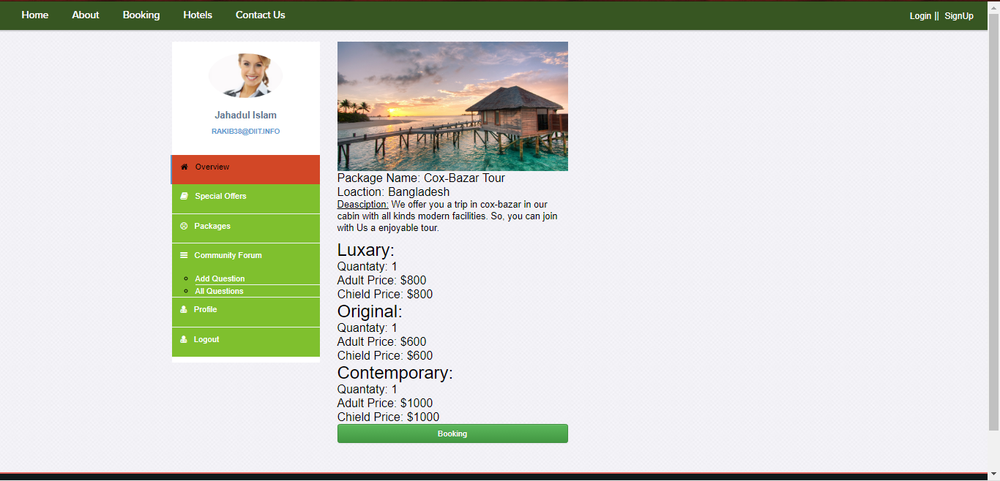 Home About Booking Hotels Contact Us Login || SignUp
Jahadul Islam
RAKIB38@DIIT.INFO
Overview
Special Offers
Packages
Community Forum
Add Question
All Questions
Profile
Logout
Package Name: Cox-Bazar Tour
Loaction: Bangladesh
Deasciption: We offer you a trip in cox-bazar in our
cabin with all kinds modern facilities. So, you can join
with Us a enjoyable tour.
Luxary:
Quantaty: 1
Adult Price: $800
Chield Price: $800
Original:
Quantaty: 1
Adult Price: $600
Chield Price: $600
Contemporary:
Quantaty: 1
Adult Price: $1000
Chield Price: $1000
Booking